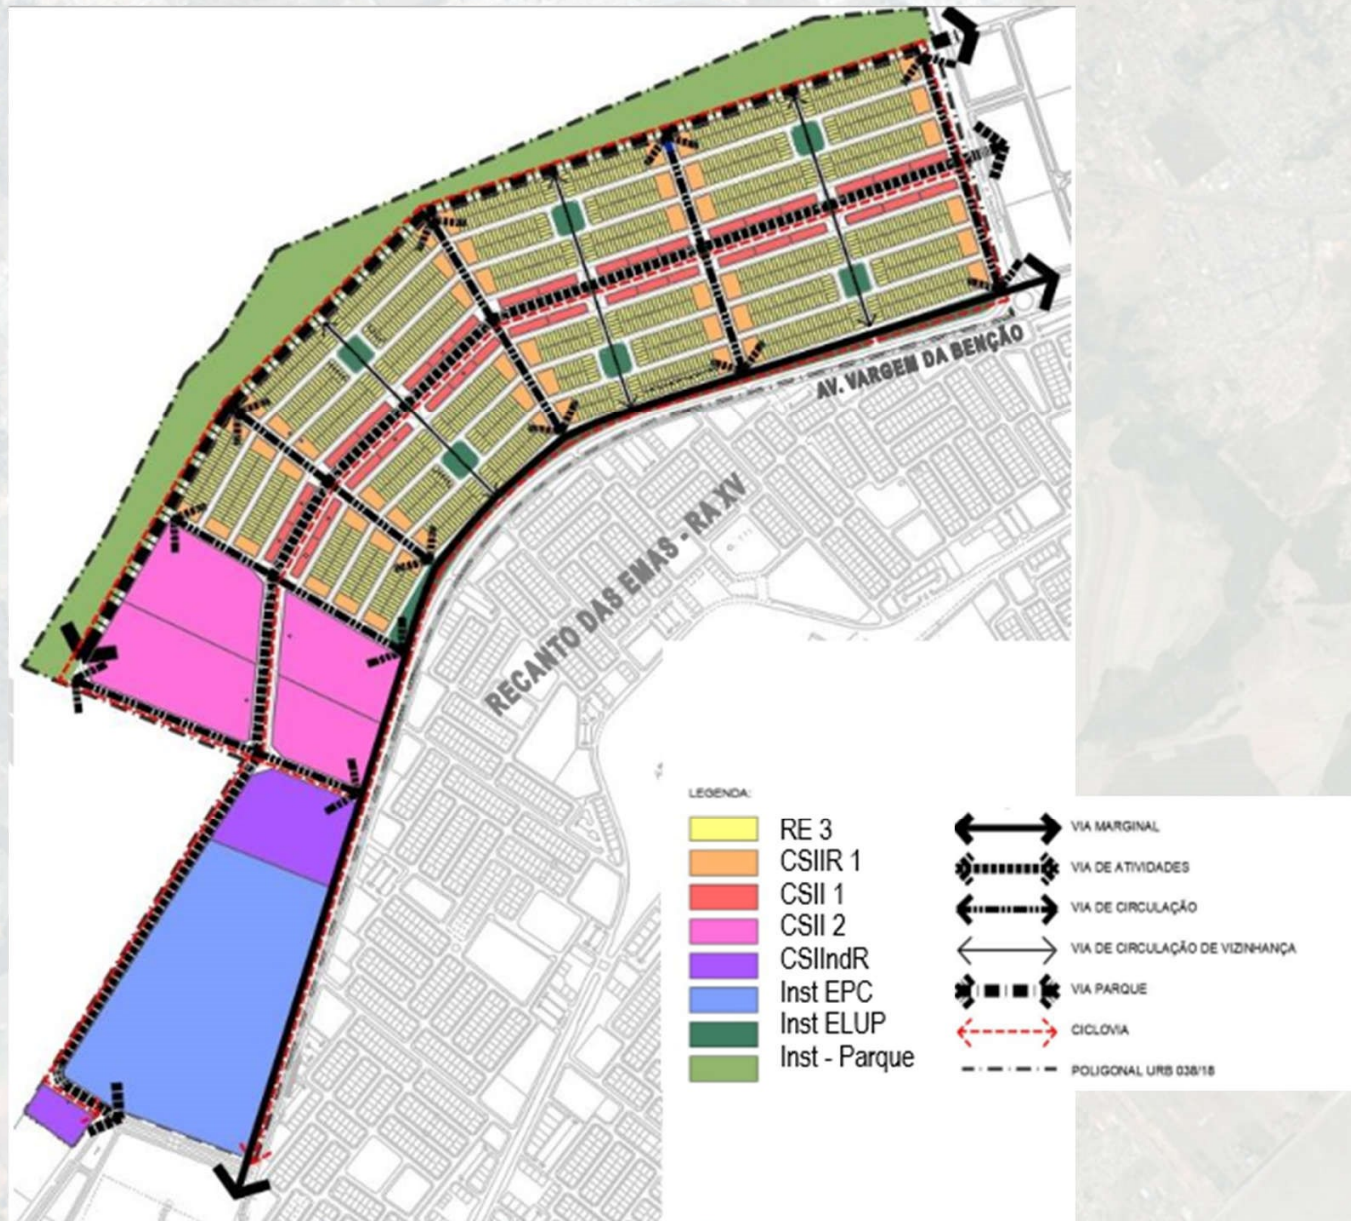 AV. VARGEM DA BENÇÃO
RECANTO DAS EMAS - RA XV
LEGENDA:
RE 3
CSIIR 1
CSII 1
CSII 2
CSIIndR
Inst EPC
Inst ELUP
Inst - Parque
VIA MARGINAL
VIA DE ATIVIDADES
VIA DE CIRCULAÇÃO
VIA DE CIRCULAÇÃO DE VIZINHANÇA
VIA PARQUE
CICLOVIA
POLIGONAL URB 038/18